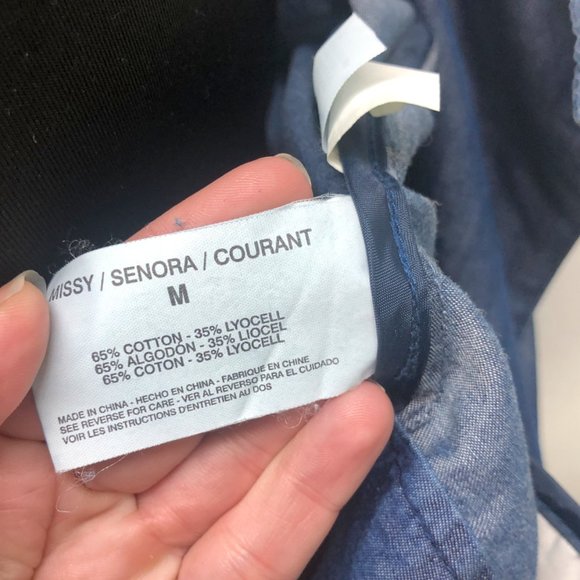 MISSY / SENORA / COURANT
M
65% COTTON - 35% LYOCELL
65% ALGODÓN - 35% LIOCEL
65% COTON - 35% LYOCELL
MADE IN CHINA - HECHO EN CHINA - FABRIQUÉ EN CHINE
SEE REVERSE FOR CARE - VER AL REVERSO PARA EL CUIDADO
VOIR LES INSTRUCTIONS D'ENTRETIEN AU DOS